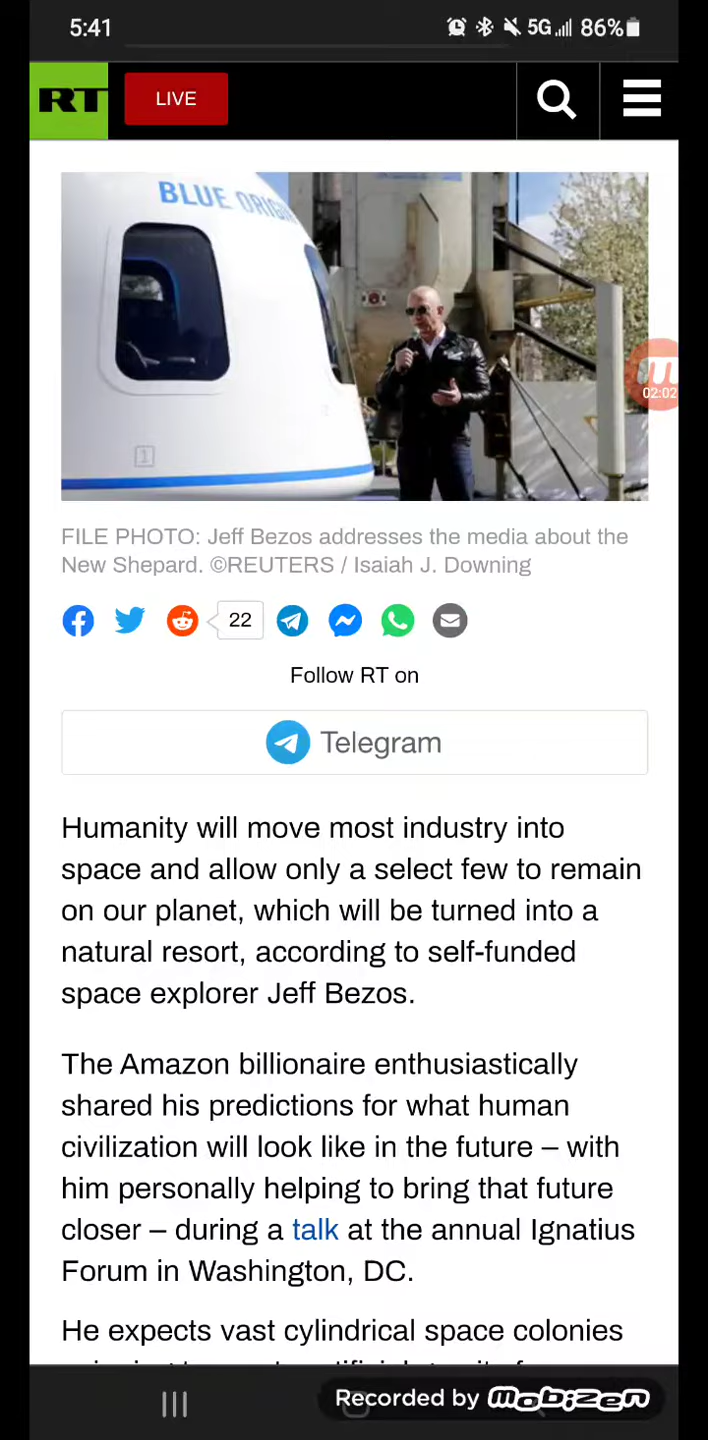 5:41 5G 86%
RT LIVE
BLUE ORIGIN
02:02
1
FILE PHOTO: Jeff Bezos addresses the media about the
New Shepard. ©REUTERS / Isaiah J. Downing
22
Follow RT on
Telegram
Humanity will move most industry into
space and allow only a select few to remain
on our planet, which will be turned into a
natural resort, according to self-funded
space explorer Jeff Bezos.
The Amazon billionaire enthusiastically
shared his predictions for what human
civilization will look like in the future – with
him personally helping to bring that future
closer – during a talk at the annual Ignatius
Forum in Washington, DC.
He expects vast cylindrical space colonies
Recorded by mobizen